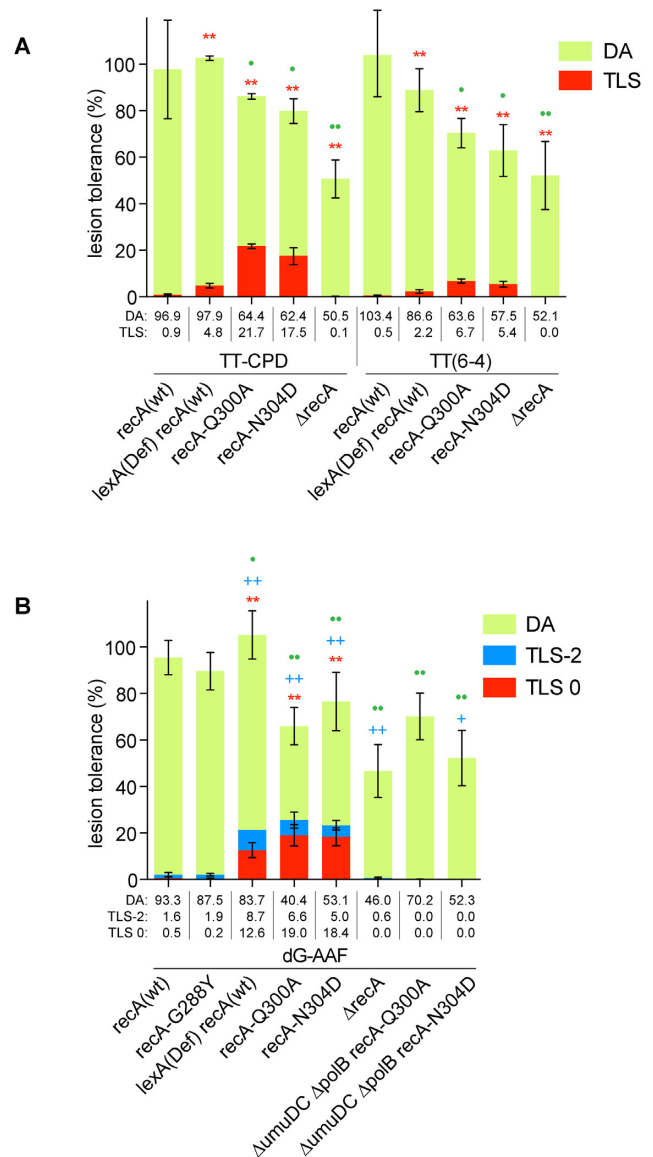 A
lesion tolerance (%)
100
80
60
40
20
0
** ** ** ** ** ** ** **
DA
TLS
DA: 96.9 97.9 64.4 62.4 50.5 103.4 86.6 63.6 57.5 52.1
TLS: 0.9 4.8 21.7 17.5 0.1 0.5 2.2 6.7 5.4 0.0
TT-CPD TT(6-4)
recA(wt)
lexA(Def) recA(wt)
recA-Q300A
recA-N304D
ΔrecA
recA(wt)
lexA(Def) recA(wt)
recA-Q300A
recA-N304D
ΔrecA
B
lesion tolerance (%)
100
80
60
40
20
0
++
**
++
**
++
**
++
+
DA
TLS-2
TLS 0
DA: 93.3 87.5 83.7 40.4 53.1 46.0 70.2 52.3
TLS-2: 1.6 1.9 8.7 6.6 5.0 0.6 0.0 0.0
TLS 0: 0.5 0.2 12.6 19.0 18.4 0.0 0.0 0.0
dG-AAF
recA(wt)
recA-G288Y
lexA(Def) recA(wt)
recA-Q300A
recA-N304D
ΔrecA
ΔumuDC ΔpolB recA-Q300A
ΔumuDC ΔpolB recA-N304D